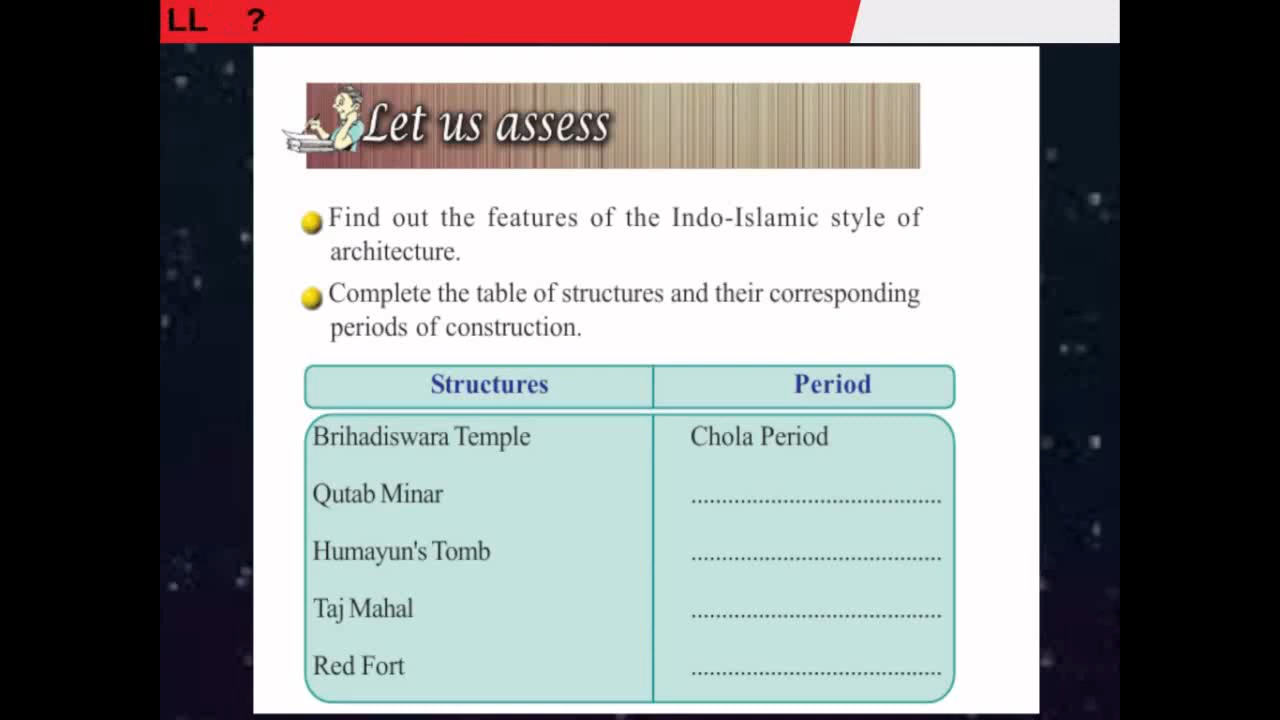 LL ?
Let us assess
Find out the features of the Indo-Islamic style of
architecture.
Complete the table of structures and their corresponding
periods of construction.
Structures Period
Brihadiswara Temple Chola Period
Qutab Minar ........................................
Humayun's Tomb ........................................
Taj Mahal ........................................
Red Fort ........................................